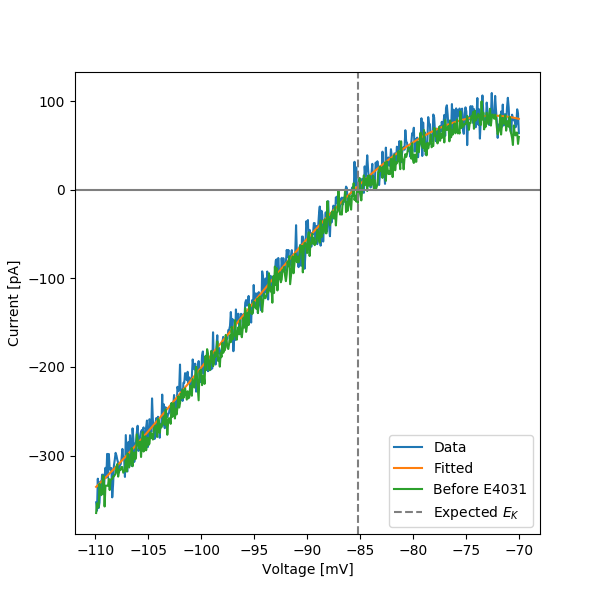 100
0
−100
−200
−300
Current [pA]
−110 −105 −100 −95 −90 −85 −80 −75 −70
Voltage [mV]
Data
Fitted
Before E4031
Expected E_K